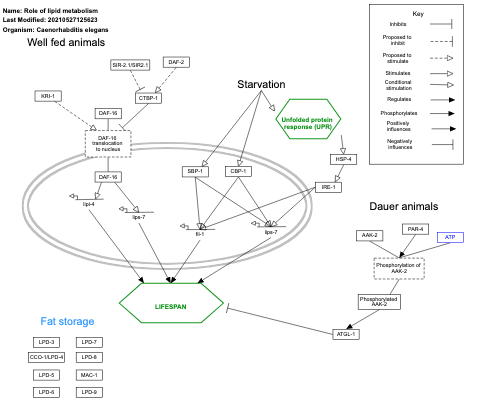 Name: Role of lipid metabolism
Last Modified: 20210527125623
Organism: Caenorhabditis elegans
Well fed animals
SIR-2.1/SIR2.1
DAF-2
KRI-1
CTBP-1
DAF-16
DAF-16
translocation
to nucleus
DAF-16
lipl-4
lips-7
Starvation
Unfolded protein
response (UPR)
HSP-4
SBP-1
CBP-1
IRE-1
fil-1
lips-7
Key
Inhibits
Proposed to
inhibit
Proposed to
stimulate
Stimulates
Conditional
stimulation
Regulates
Phosphorylates
Positively
influences
Negatively
influences
Dauer animals
AAK-2
PAR-4
ATP
Phosphorylation of
AAK-2
Phosphorylated
AAK-2
ATGL-1
LIFESPAN
Fat storage
LPD-3
LPD-7
CCO-1/LPD-4
LPD-8
LPD-5
MAC-1
LPD-6
LPD-9